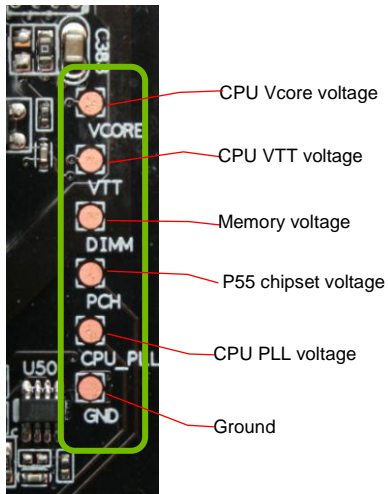 CPU Vcore voltage
VCORE
CPU VTT voltage
VTT
Memory voltage
DIMM
P55 chipset voltage
PCH
CPU PLL voltage
CPU_PLL
U50
Ground
GND